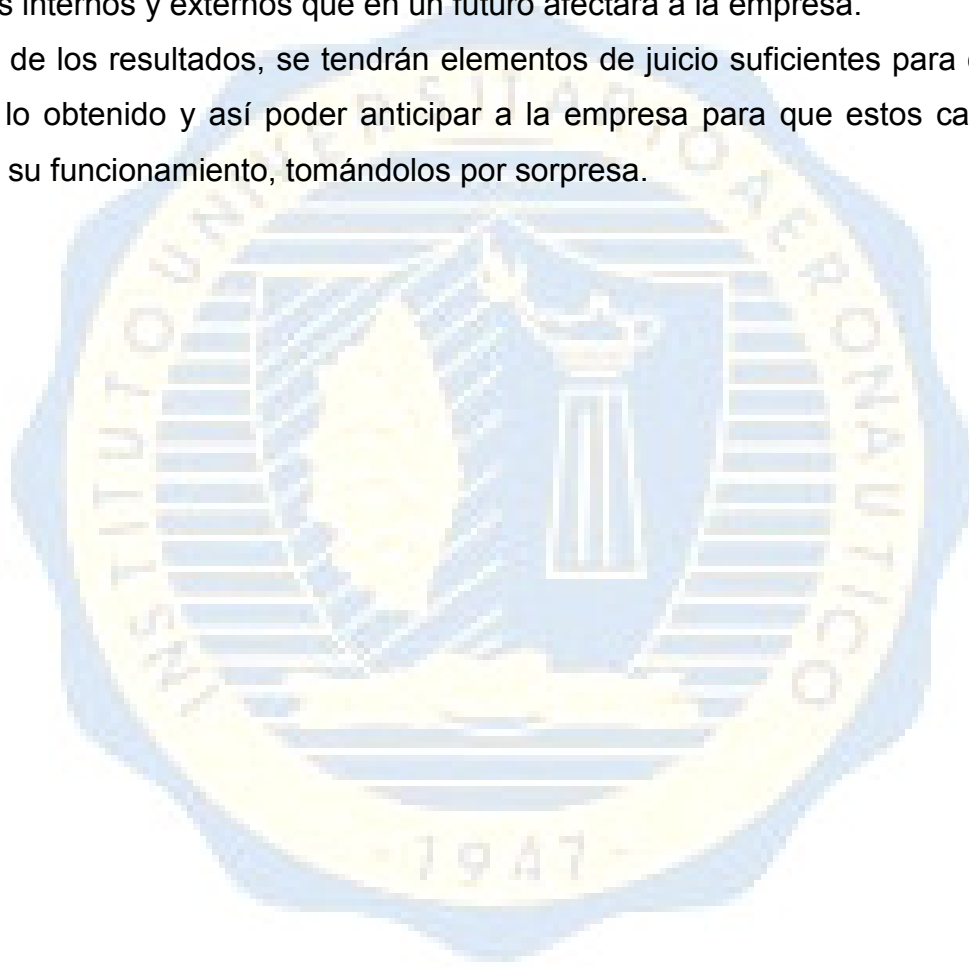 s internos y externos que en un futuro afectará a la empresa.
de los resultados, se tendrán elementos de juicio suficientes para
lo obtenido y así poder anticipar a la empresa para que estos ca
su funcionamiento, tomándolos por sorpresa.
INSTITUTO UNIVERSITARIO AERONAUTICO
- 1947 -